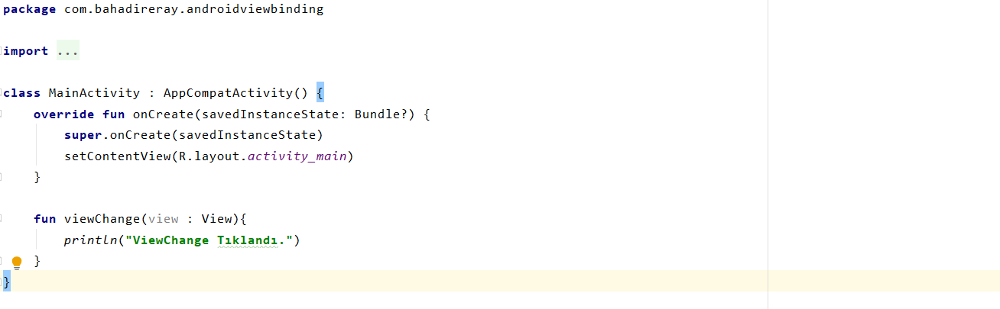 package com.bahadireray.androidviewbinding
import ...
class MainActivity : AppCompatActivity() {
override fun onCreate(savedInstanceState: Bundle?) {
super.onCreate(savedInstanceState)
setContentView(R.layout.activity_main)
}
fun viewChange(view : View){
println("ViewChange Tıklandı.")
}
}